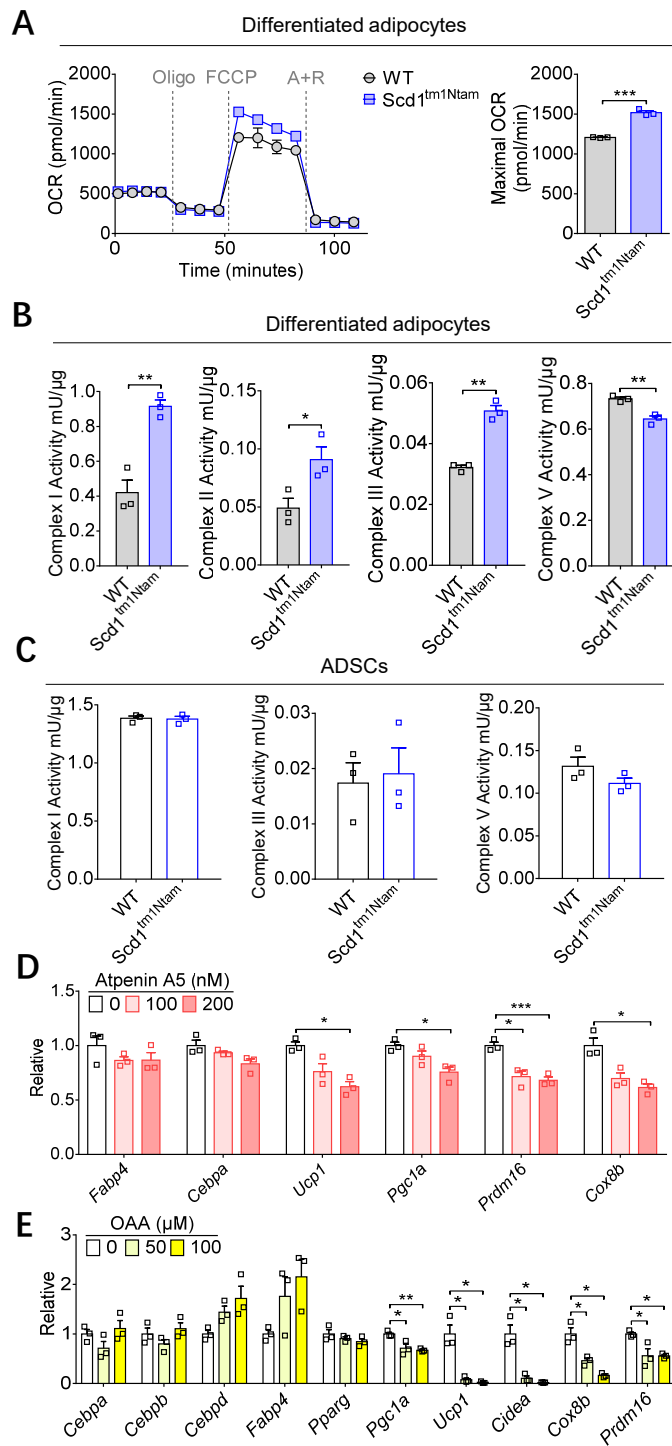 A
Differentiated adipocytes
Oligo FCCP A+R
WT
Scd1tm1Ntam
OCR (pmol/min)
2000
1500
1000
500
0
0 50 100
Time (minutes)
Maximal OCR
(pmol/min)
2000
1500
1000
500
0
***
WT
Scd1tm1Ntam
B
Differentiated adipocytes
Complex I Activity mU/µg
1.0
0.8
0.6
0.4
0.2
0.0
**
WT
Scd1tm1Ntam
Complex II Activity mU/µg
0.15
0.10
0.05
0.00
*
WT
Scd1tm1Ntam
Complex III Activity mU/µg
0.06
0.04
0.02
0.00
**
WT
Scd1tm1Ntam
Complex V Activity mU/µg
0.8
0.6
0.4
0.2
0.0
**
WT
Scd1tm1Ntam
C
ADSCs
Complex I Activity mU/µg
1.5
1.0
0.5
0.0
WT
Scd1tm1Ntam
Complex III Activity mU/µg
0.03
0.02
0.01
0.00
WT
Scd1tm1Ntam
Complex V Activity mU/µg
0.20
0.15
0.10
0.05
0.00
WT
Scd1tm1Ntam
D
Atpenin A5 (nM)
0 100 200
Relative
1.5
1.0
0.5
0.0
* * * *** *
Fabp4 Cebpa Ucp1 Pgc1a Prdm16 Cox8b
E
OAA (µM)
0 50 100
Relative
3
2
1
0
** * * * * * * * * *
Cebpa Cebpb Cebpd Fabp4 Pparg Pgc1a Ucp1 Cidea Cox8b Prdm16